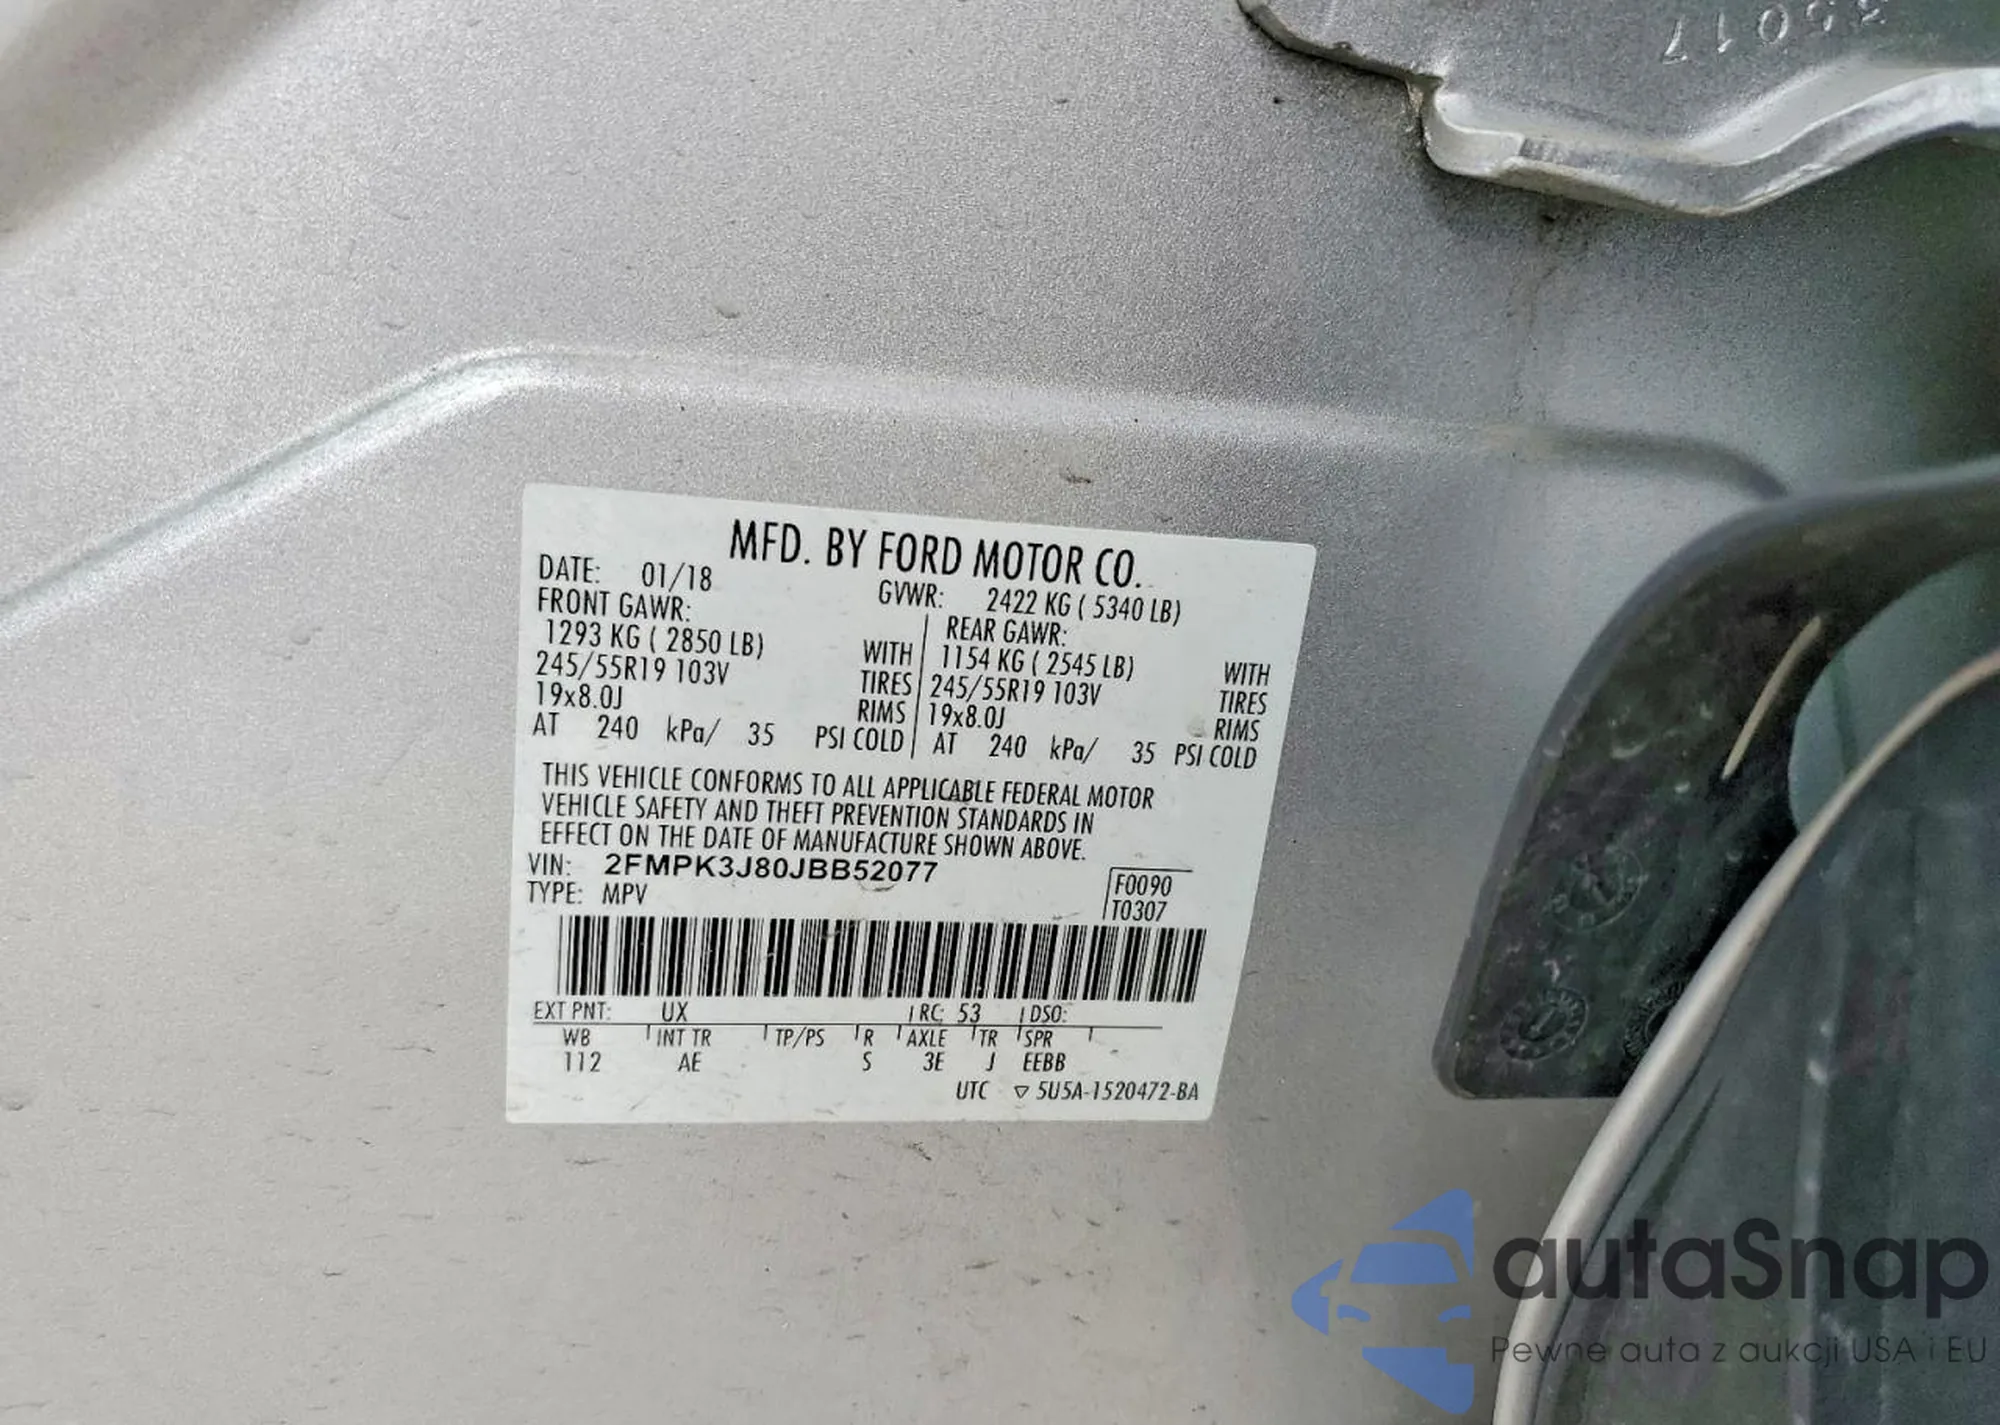 33017
MFD. BY FORD MOTOR CO.
DATE: 01/18 GVWR: 2422 KG ( 5340 LB)
FRONT GAWR: REAR GAWR:
1293 KG ( 2850 LB) WITH 1154 KG ( 2545 LB) WITH
245/55R19 103V TIRES 245/55R19 103V TIRES
19x8.0J RIMS 19x8.0J RIMS
AT 240 kPa/ 35 PSI COLD AT 240 kPa/ 35 PSI COLD
THIS VEHICLE CONFORMS TO ALL APPLICABLE FEDERAL MOTOR
VEHICLE SAFETY AND THEFT PREVENTION STANDARDS IN
EFFECT ON THE DATE OF MANUFACTURE SHOWN ABOVE.
VIN: 2FMPK3J80JBB52077
TYPE: MPV
F0090
T0307
EXT PNT: UX RC: 53 DSO:
WB INT TR TP/PS R AXLE TR SPR
112 AE S 3E J EEBB
UTC ▽ 5U5A-1520472-BA
autoSnap
Pewne auta z aukcji USA i EU